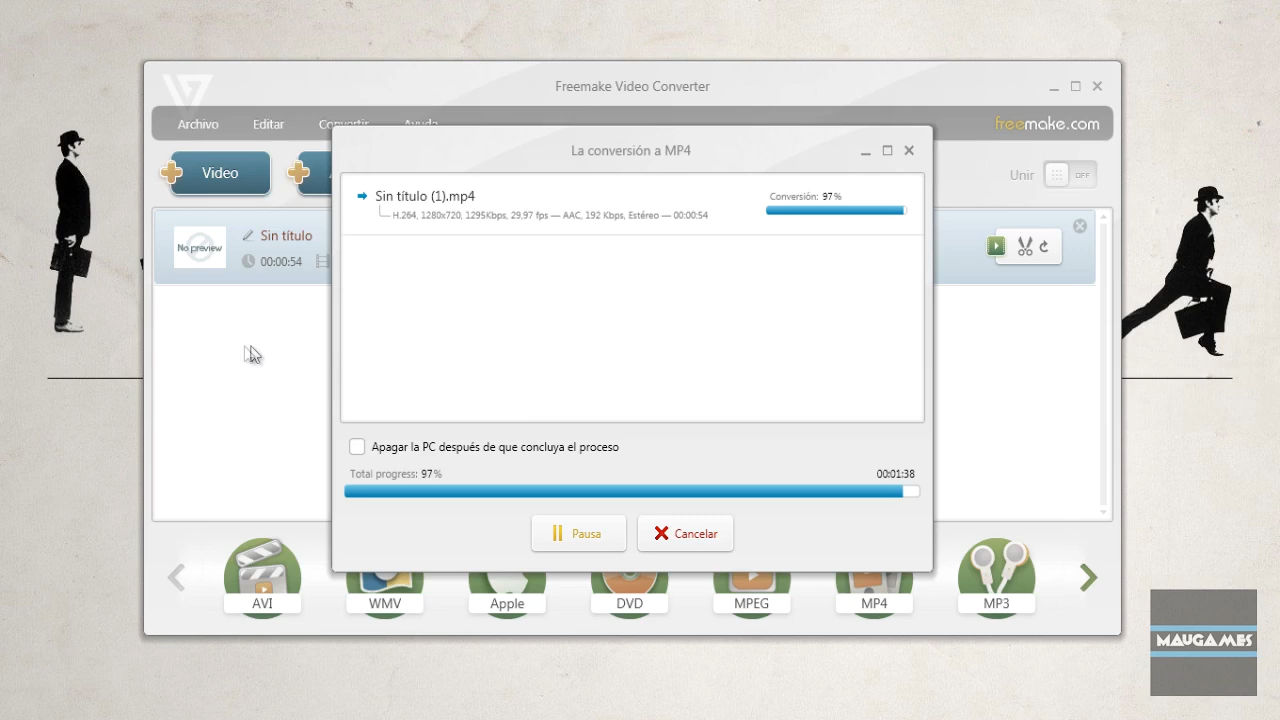 Freemake Video Converter
Archivo Editar Convertir Ayuda
freemake.com
La conversión a MP4
Video
Unir OFF
Sin título (1).mp4
Conversión: 97%
H.264, 1280x720, 1295Kbps, 29,97 fps — AAC, 192 Kbps, Estéreo — 00:00:54
No preview
Sin título
00:00:54
Apagar la PC después de que concluya el proceso
Total progress: 97%
00:01:38
Pausa
Cancelar
AVI
WMV
Apple
DVD
MPEG
MP4
MP3
MAUGAMES